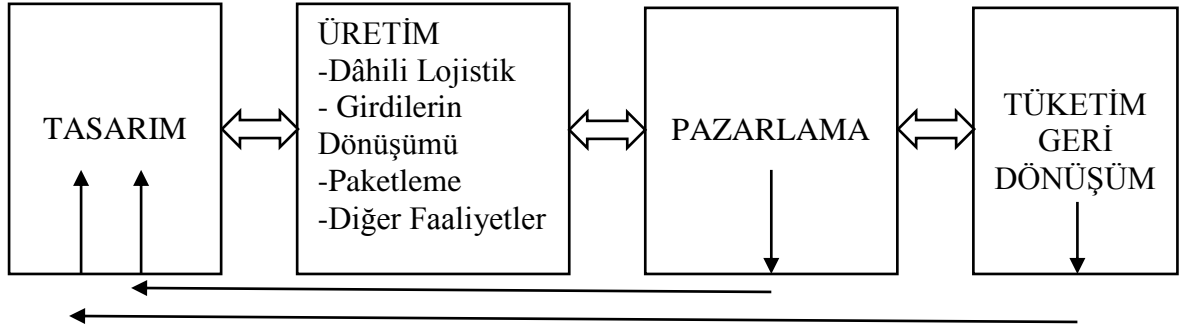 TASARIM
ÜRETİM
-Dâhili Lojistik
- Girdilerin
Dönüşümü
-Paketleme
-Diğer Faaliyetler
PAZARLAMA
TÜKETİM
GERİ
DÖNÜŞÜM